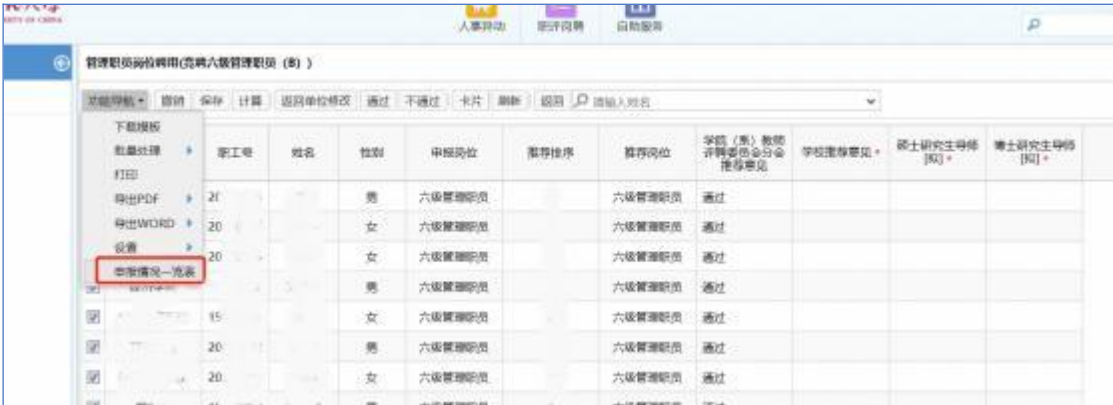 人事异动 职评岗聘 自助服务
管理职员岗位聘用(竞聘六级管理职员（B）)
功能导航 撤销 保存 计算 返回单位修改 通过 不通过 卡片 刷新 返回 请输入姓名
下载模板
批量处理
打印
导出PDF
导出WORD
设置
申报情况一览表
职工号 姓名 性别 申报岗位 推荐排序 推荐岗位 学院（系）教师评聘委员会分会推荐意见 学校推荐意见* 硕士研究生导师[拟]* 博士研究生导师[拟]*
20 男 六级管理职员 六级管理职员 通过
20 女 六级管理职员 六级管理职员 通过
20 女 六级管理职员 六级管理职员 通过
男 六级管理职员 六级管理职员 通过
19 女 六级管理职员 六级管理职员 通过
20 男 六级管理职员 六级管理职员 通过
20 女 六级管理职员 六级管理职员 通过